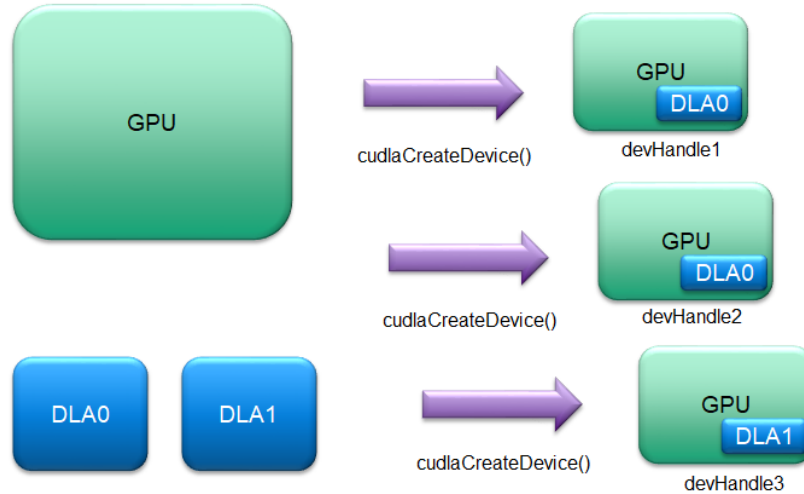 GPU
cudlaCreateDevice()
GPU
DLA0
devHandle1
cudlaCreateDevice()
GPU
DLA0
devHandle2
DLA0
DLA1
cudlaCreateDevice()
GPU
DLA1
devHandle3